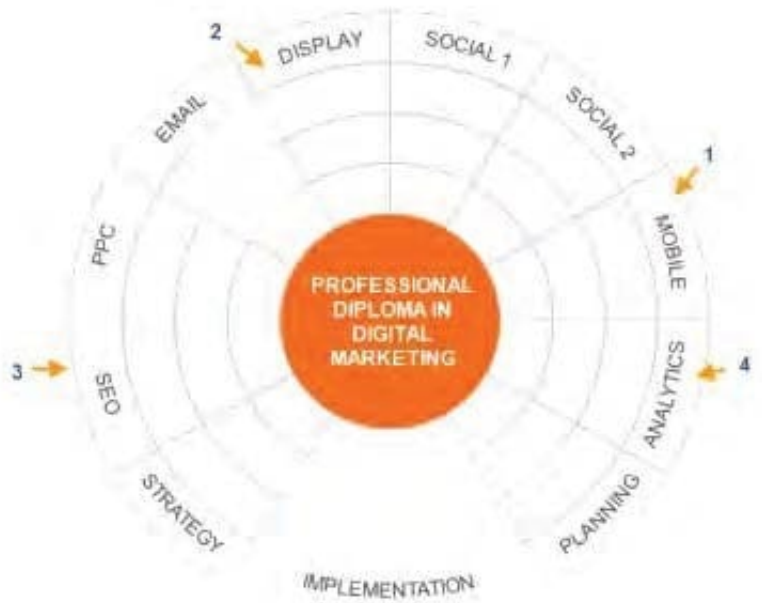 2
DISPLAY
SOCIAL 1
SOCIAL 2
1
MOBILE
4
ANALYTICS
PLANNING
IMPLEMENTATION
STRATEGY
3
SEO
PPC
EMAIL
PROFESSIONAL
DIPLOMA IN
DIGITAL
MARKETING